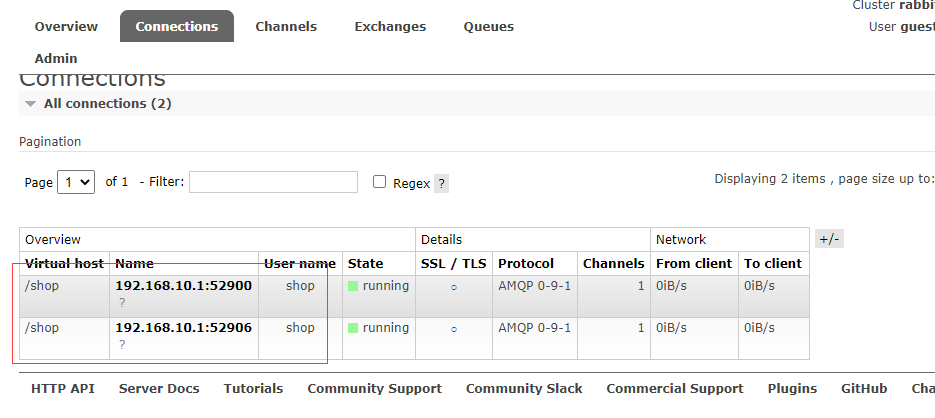 Cluster rabbi
Overview Connections Channels Exchanges Queues
User guest
Admin
Connections
All connections (2)
Pagination
Page 1 of 1 - Filter: Regex ?
Displaying 2 items , page size up to:
Overview Details Network +/-
Virtual host Name User name State SSL / TLS Protocol Channels From client To client
/shop 192.168.10.1:52900 shop running ○ AMQP 0-9-1 1 0iB/s 0iB/s
?
/shop 192.168.10.1:52906 shop running ○ AMQP 0-9-1 1 0iB/s 0iB/s
?
HTTP API Server Docs Tutorials Community Support Community Slack Commercial Support Plugins GitHub Cha